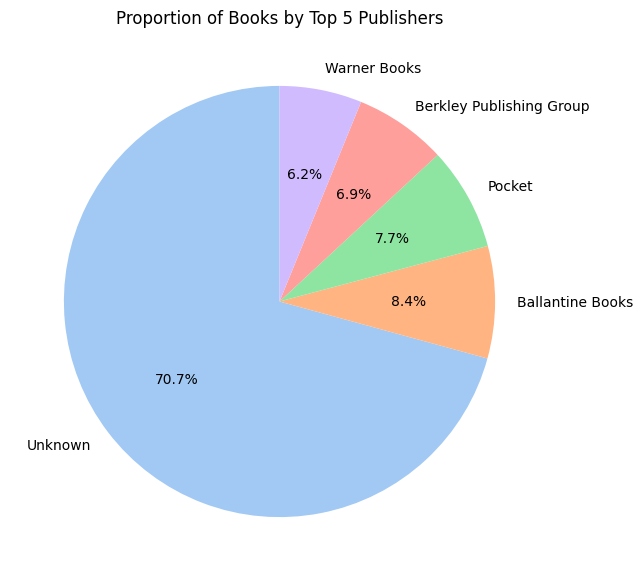 Proportion of Books by Top 5 Publishers
Warner Books
Berkley Publishing Group
6.2%
6.9%
Pocket
7.7%
8.4%
Ballantine Books
70.7%
Unknown